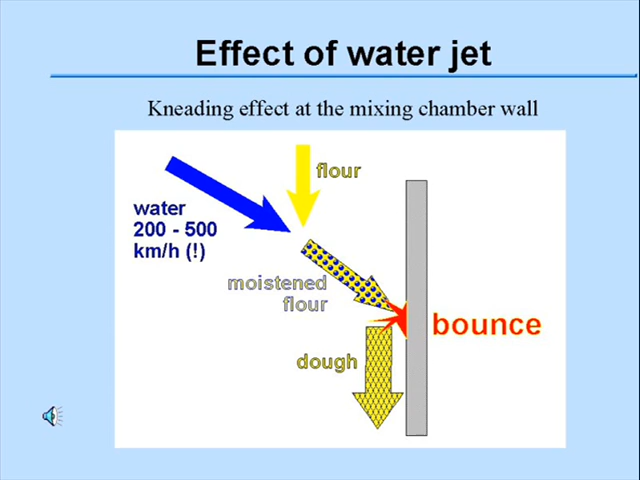 Effect of water jet
Kneading effect at the mixing chamber wall
flour
water
200 - 500
km/h (!)
moistened
flour
bounce
dough